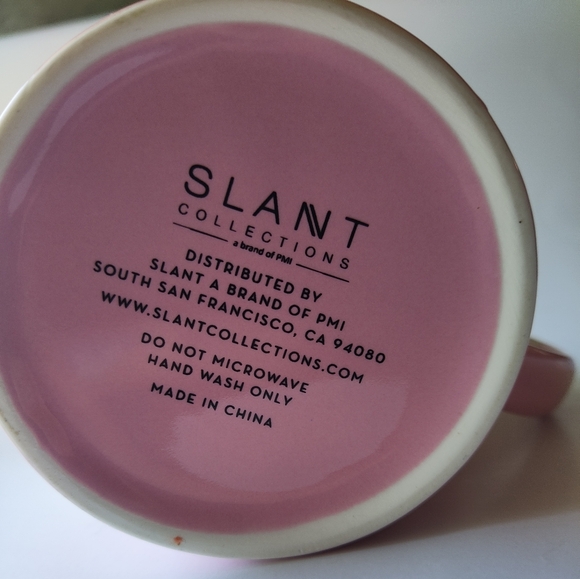 SLANT
COLLECTIONS
a brand of PMI
DISTRIBUTED BY
SLANT A BRAND OF PMI
SOUTH SAN FRANCISCO, CA 94080
WWW.SLANTCOLLECTIONS.COM
DO NOT MICROWAVE
HAND WASH ONLY
MADE IN CHINA